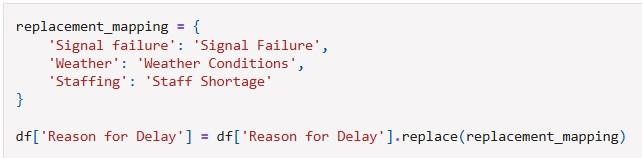 replacement_mapping = {
    'Signal failure': 'Signal Failure',
    'Weather': 'Weather Conditions',
    'Staffing': 'Staff Shortage'
}

df['Reason for Delay'] = df['Reason for Delay'].replace(replacement_mapping)